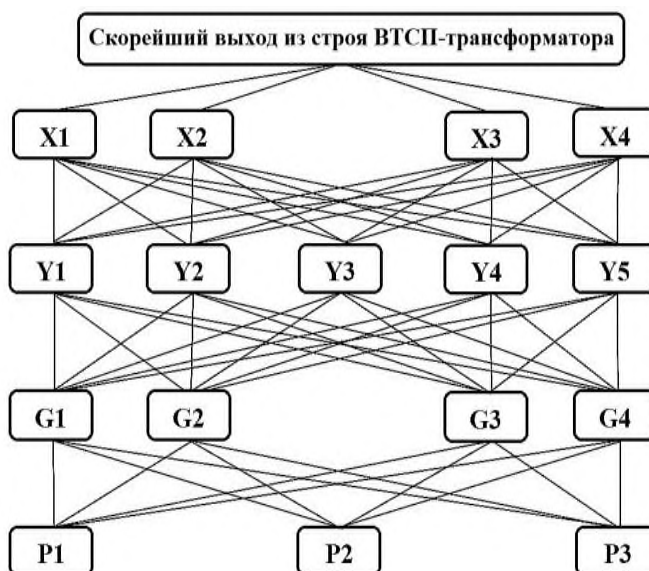 Скорейший выход из строя ВТСП-трансформатора
X1 X2 X3 X4
Y1 Y2 Y3 Y4 Y5
G1 G2 G3 G4
P1 P2 P3